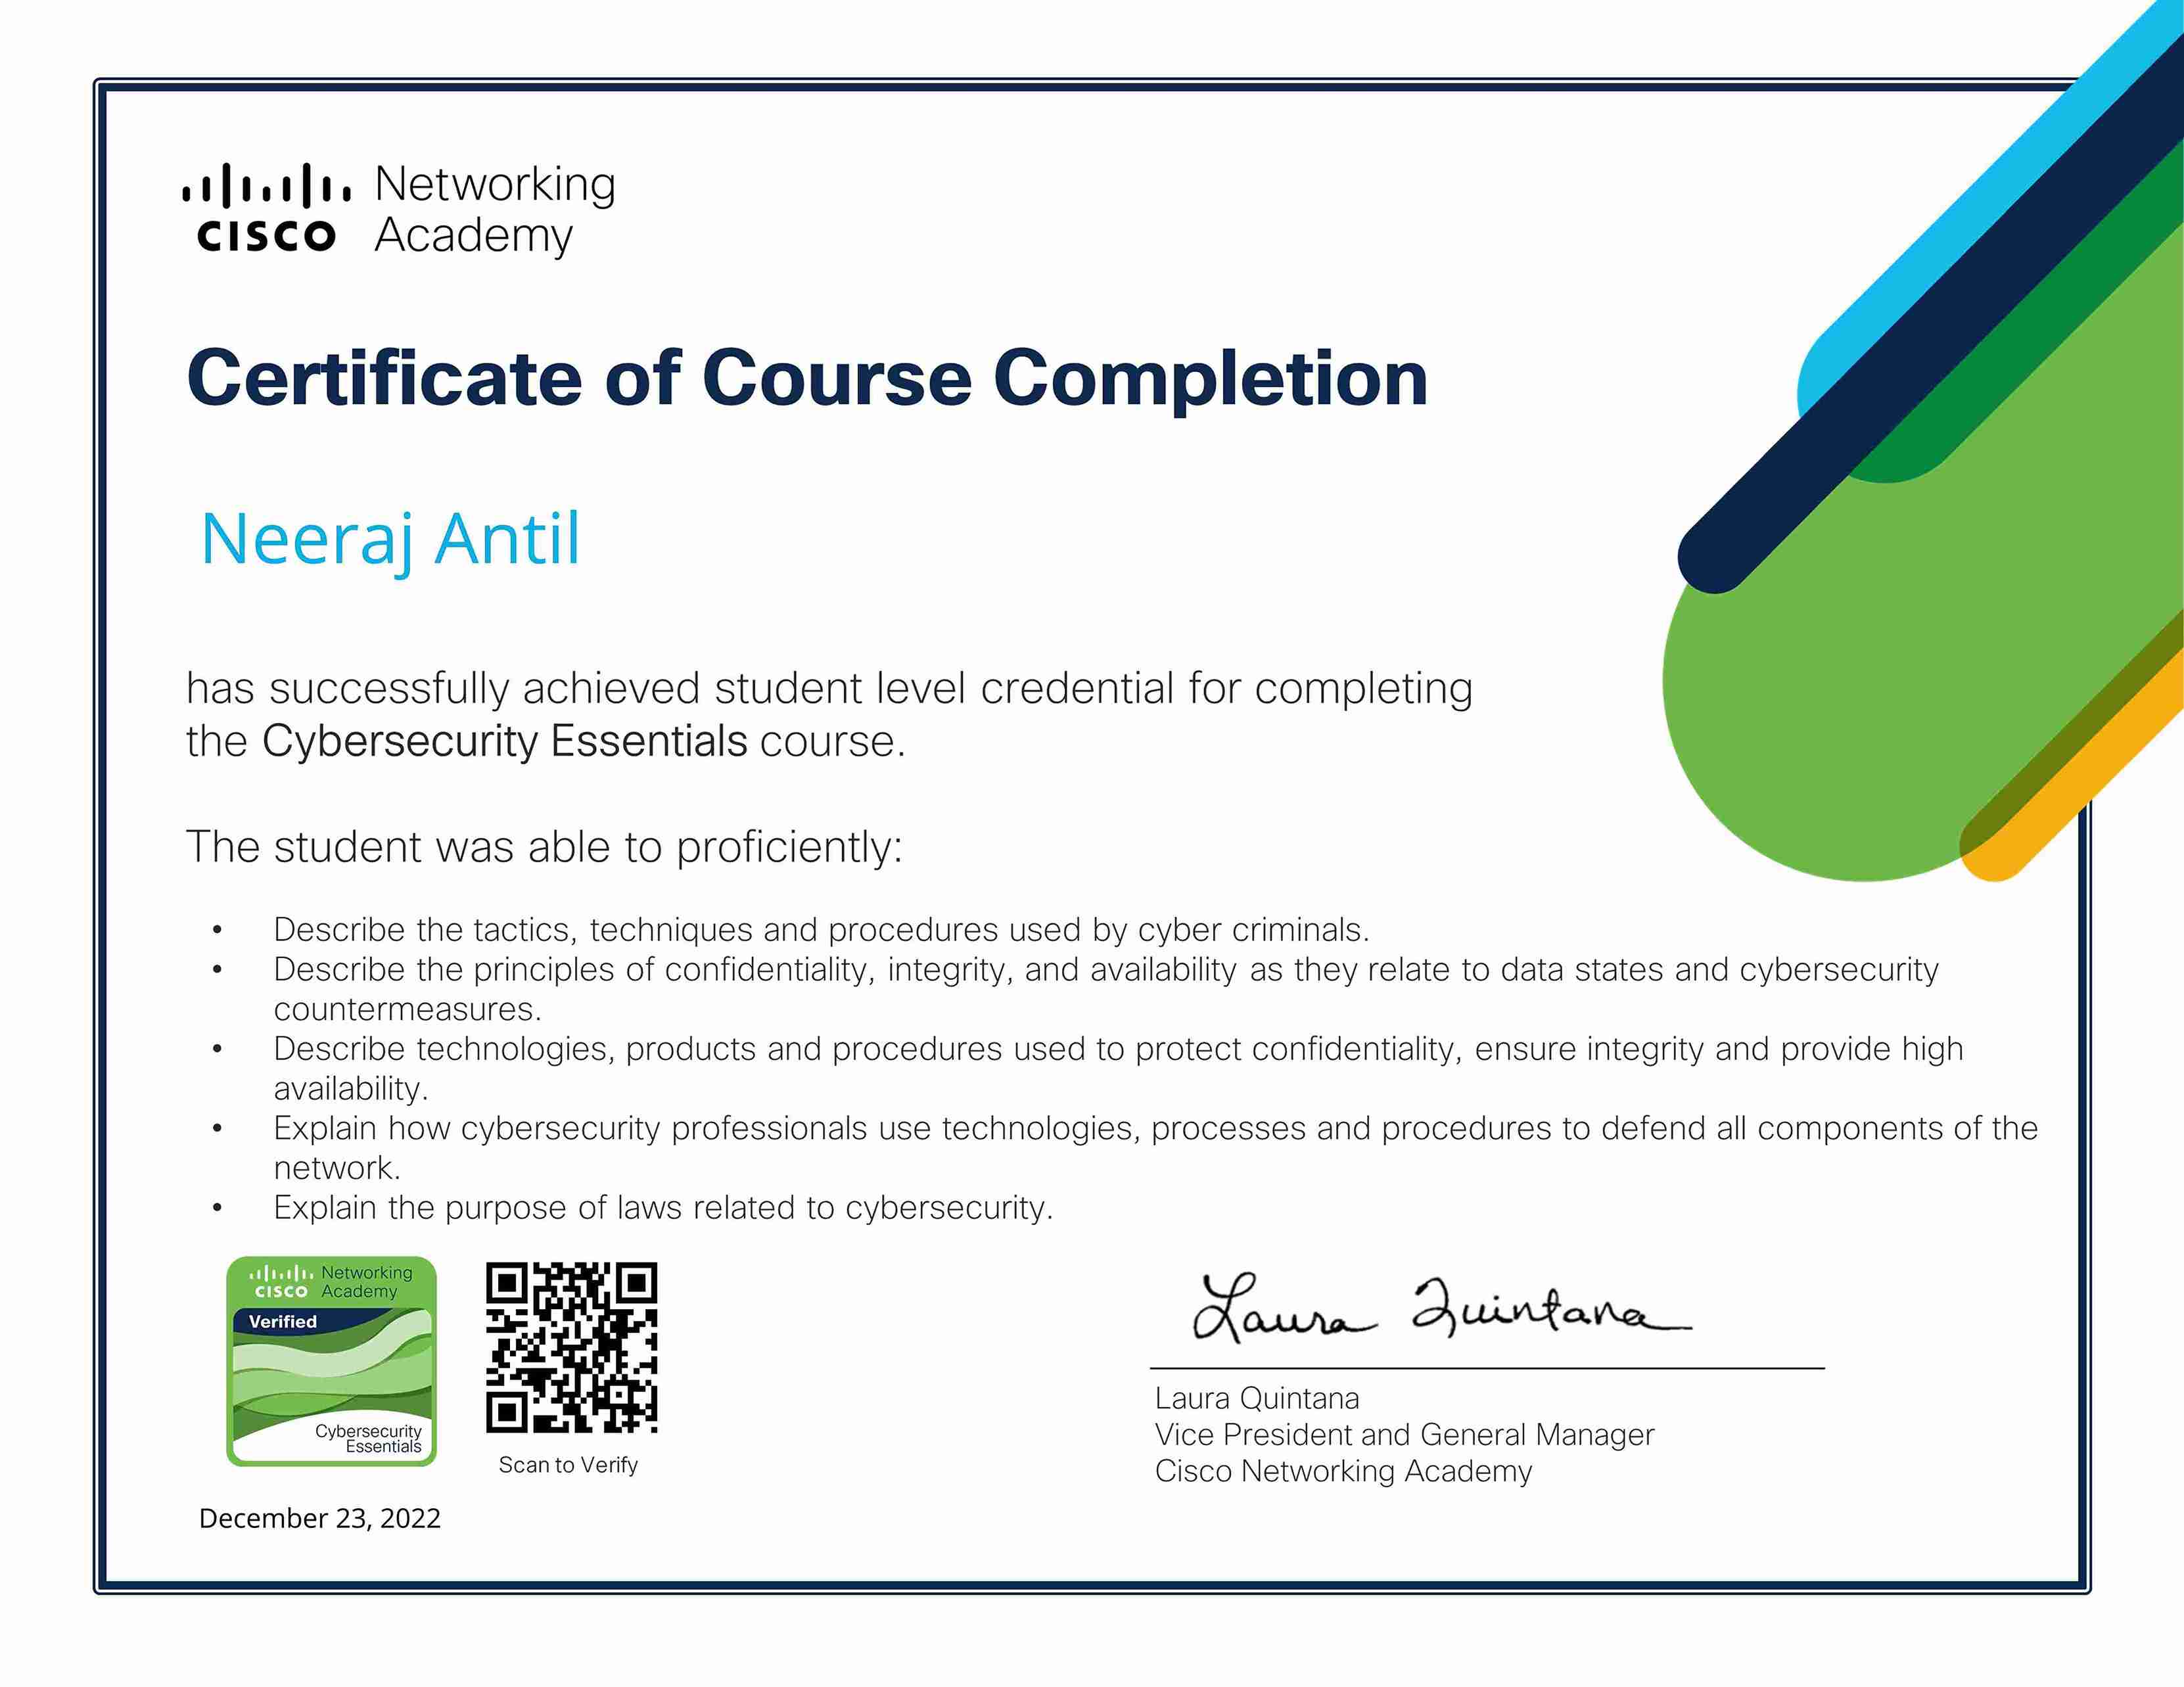 Networking
CISCO Academy
Certificate of Course Completion
Neeraj Antil
has successfully achieved student level credential for completing
the Cybersecurity Essentials course.
The student was able to proficiently:
• Describe the tactics, techniques and procedures used by cyber criminals.
• Describe the principles of confidentiality, integrity, and availability as they relate to data states and cybersecurity
countermeasures.
• Describe technologies, products and procedures used to protect confidentiality, ensure integrity and provide high
availability.
• Explain how cybersecurity professionals use technologies, processes and procedures to defend all components of the
network.
• Explain the purpose of laws related to cybersecurity.
Networking
CISCO Academy
Verified
Cybersecurity
Essentials
Scan to Verify
December 23, 2022
Laura Quintana
Laura Quintana
Vice President and General Manager
Cisco Networking Academy